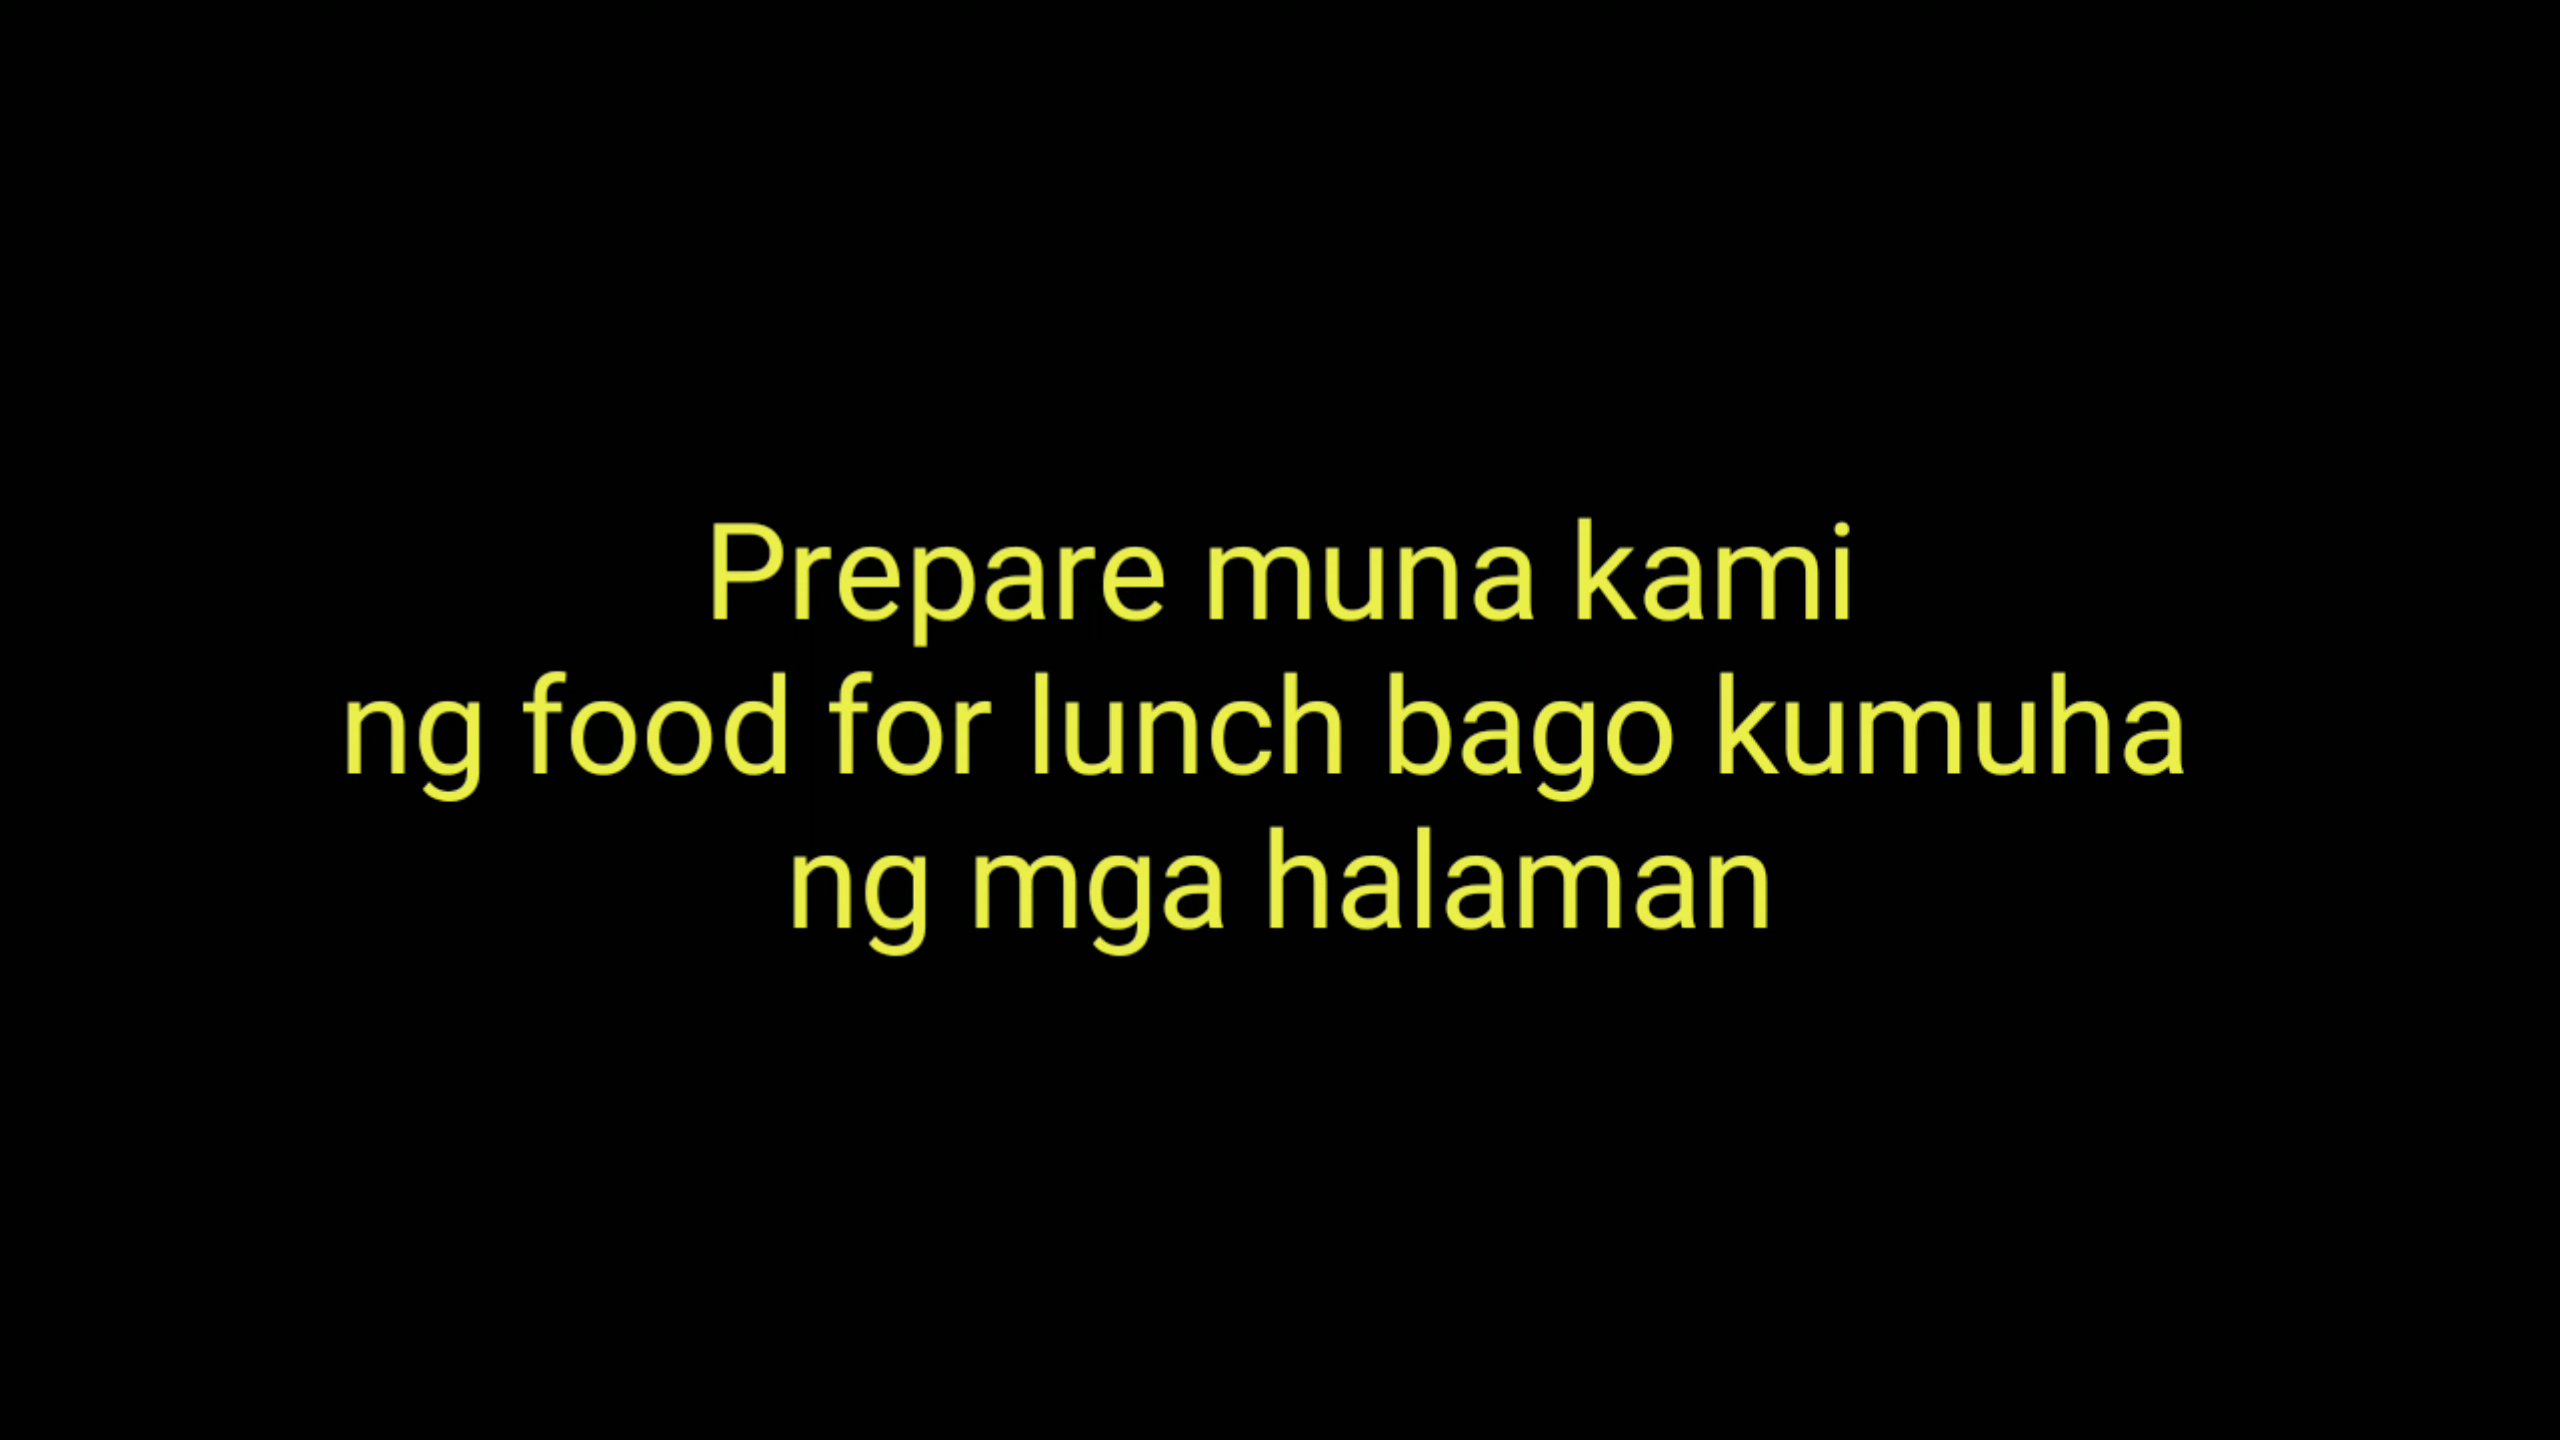 Prepare muna kami
ng food for lunch bago kumuha
ng mga halaman